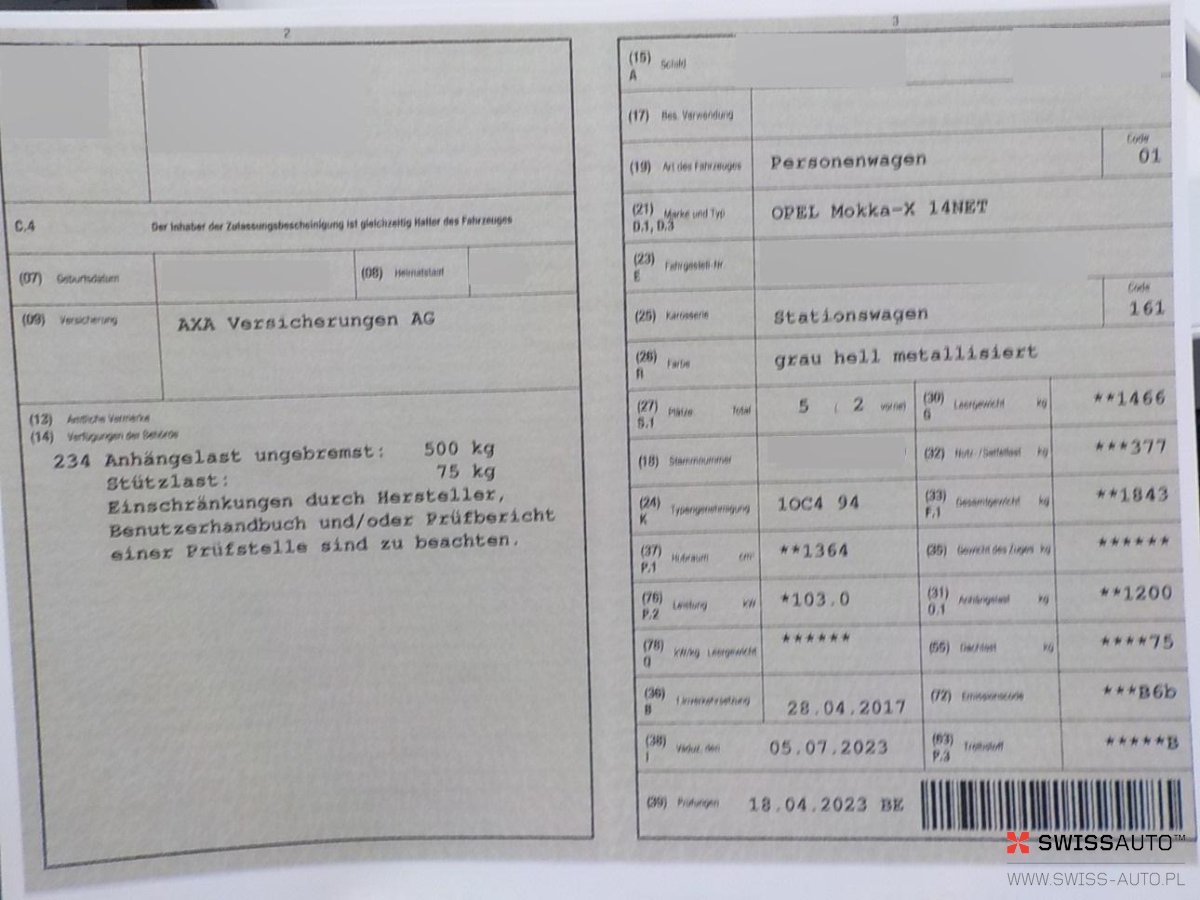 2
C.4 Der Inhaber der Zulassungsbescheinigung ist gleichzeitig Halter des Fahrzeuges
(07) Geburtsdatum
(08) Heimatstaat
(09) Versicherung AXA Versicherungen AG
(13) Amtliche Vermerke
(14) Verfügungen der Behörde
234 Anhängelast ungebremst: 500 kg
Stützlast: 75 kg
Einschränkungen durch Hersteller,
Benutzerhandbuch und/oder Prüfbericht
einer Prüfstelle sind zu beachten.
3
(15) Schild
A
(17) Bes. Verwendung
(19) Art des Fahrzeuges Personenwagen Code 01
(21) Marke und Typ OPEL Mokka-X 14NET
D.1, D.3
(23) Fahrgestell-Nr.
E
(25) Karosserie Stationswagen Code 161
(26) Farbe grau hell metallisiert
R
(27) Plätze Total 5 ( 2 vorne)
S.1
(30) Leergewicht kg **1466
G
(18) Stammnummer
(32) Nutz-/Sattellast kg ***377
(24) Typengenehmigung 1OC4 94
K
(33) Gesamtgewicht kg **1843
F.1
(37) Hubraum cm³ **1364
P.1
(35) Gewicht des Zuges kg ******
(76) Leistung kW *103.0
P.2
(31) Anhängelast kg **1200
O.1
(78) kW/kg Leergewicht ******
(55) Dachlast kg ****75
(36) 1.Inverkehrsetzung 28.04.2017
B
(72) Emissionscode ***B6b
(38) Vaduz, den 05.07.2023
I
(63) Treibstoff *****B
P.3
(39) Prüfungen 18.04.2023 BE
SWISSAUTO™
WWW.SWISS-AUTO.PL